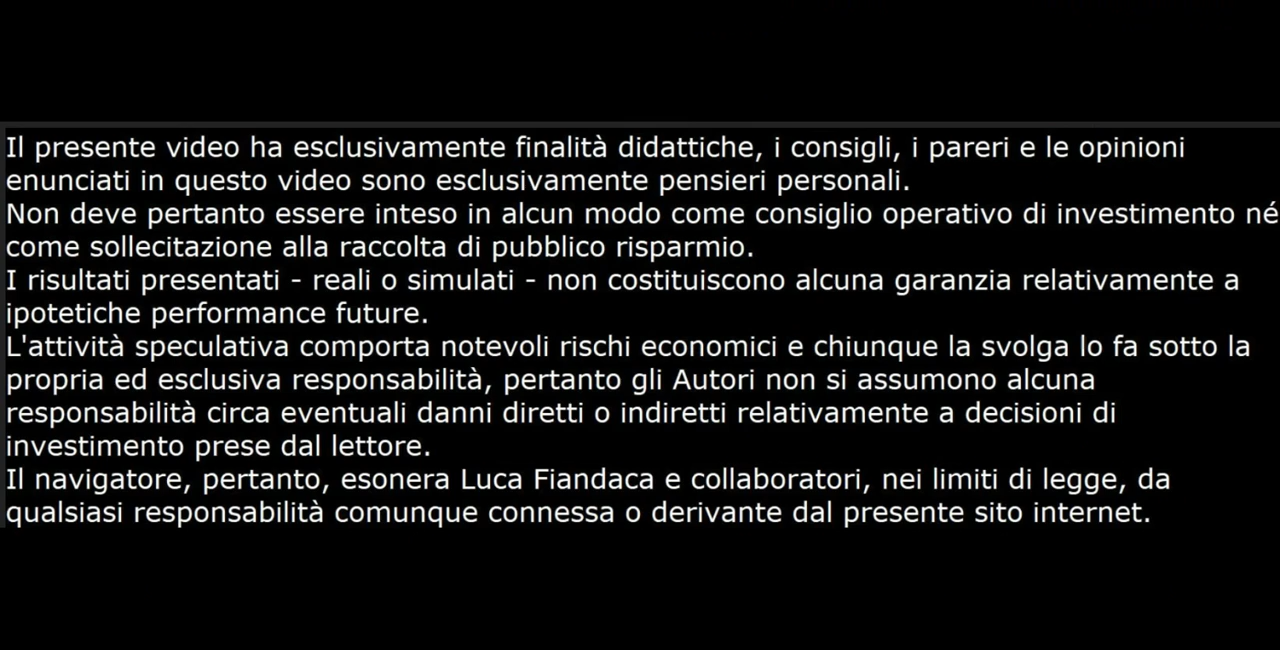 Il presente video ha esclusivamente finalità didattiche, i consigli, i pareri e le opinioni
enunciati in questo video sono esclusivamente pensieri personali.
Non deve pertanto essere inteso in alcun modo come consiglio operativo di investimento né
come sollecitazione alla raccolta di pubblico risparmio.
I risultati presentati - reali o simulati - non costituiscono alcuna garanzia relativamente a
ipotetiche performance future.
L'attività speculativa comporta notevoli rischi economici e chiunque la svolga lo fa sotto la
propria ed esclusiva responsabilità, pertanto gli Autori non si assumono alcuna
responsabilità circa eventuali danni diretti o indiretti relativamente a decisioni di
investimento prese dal lettore.
Il navigatore, pertanto, esonera Luca Fiandaca e collaboratori, nei limiti di legge, da
qualsiasi responsabilità comunque connessa o derivante dal presente sito internet.